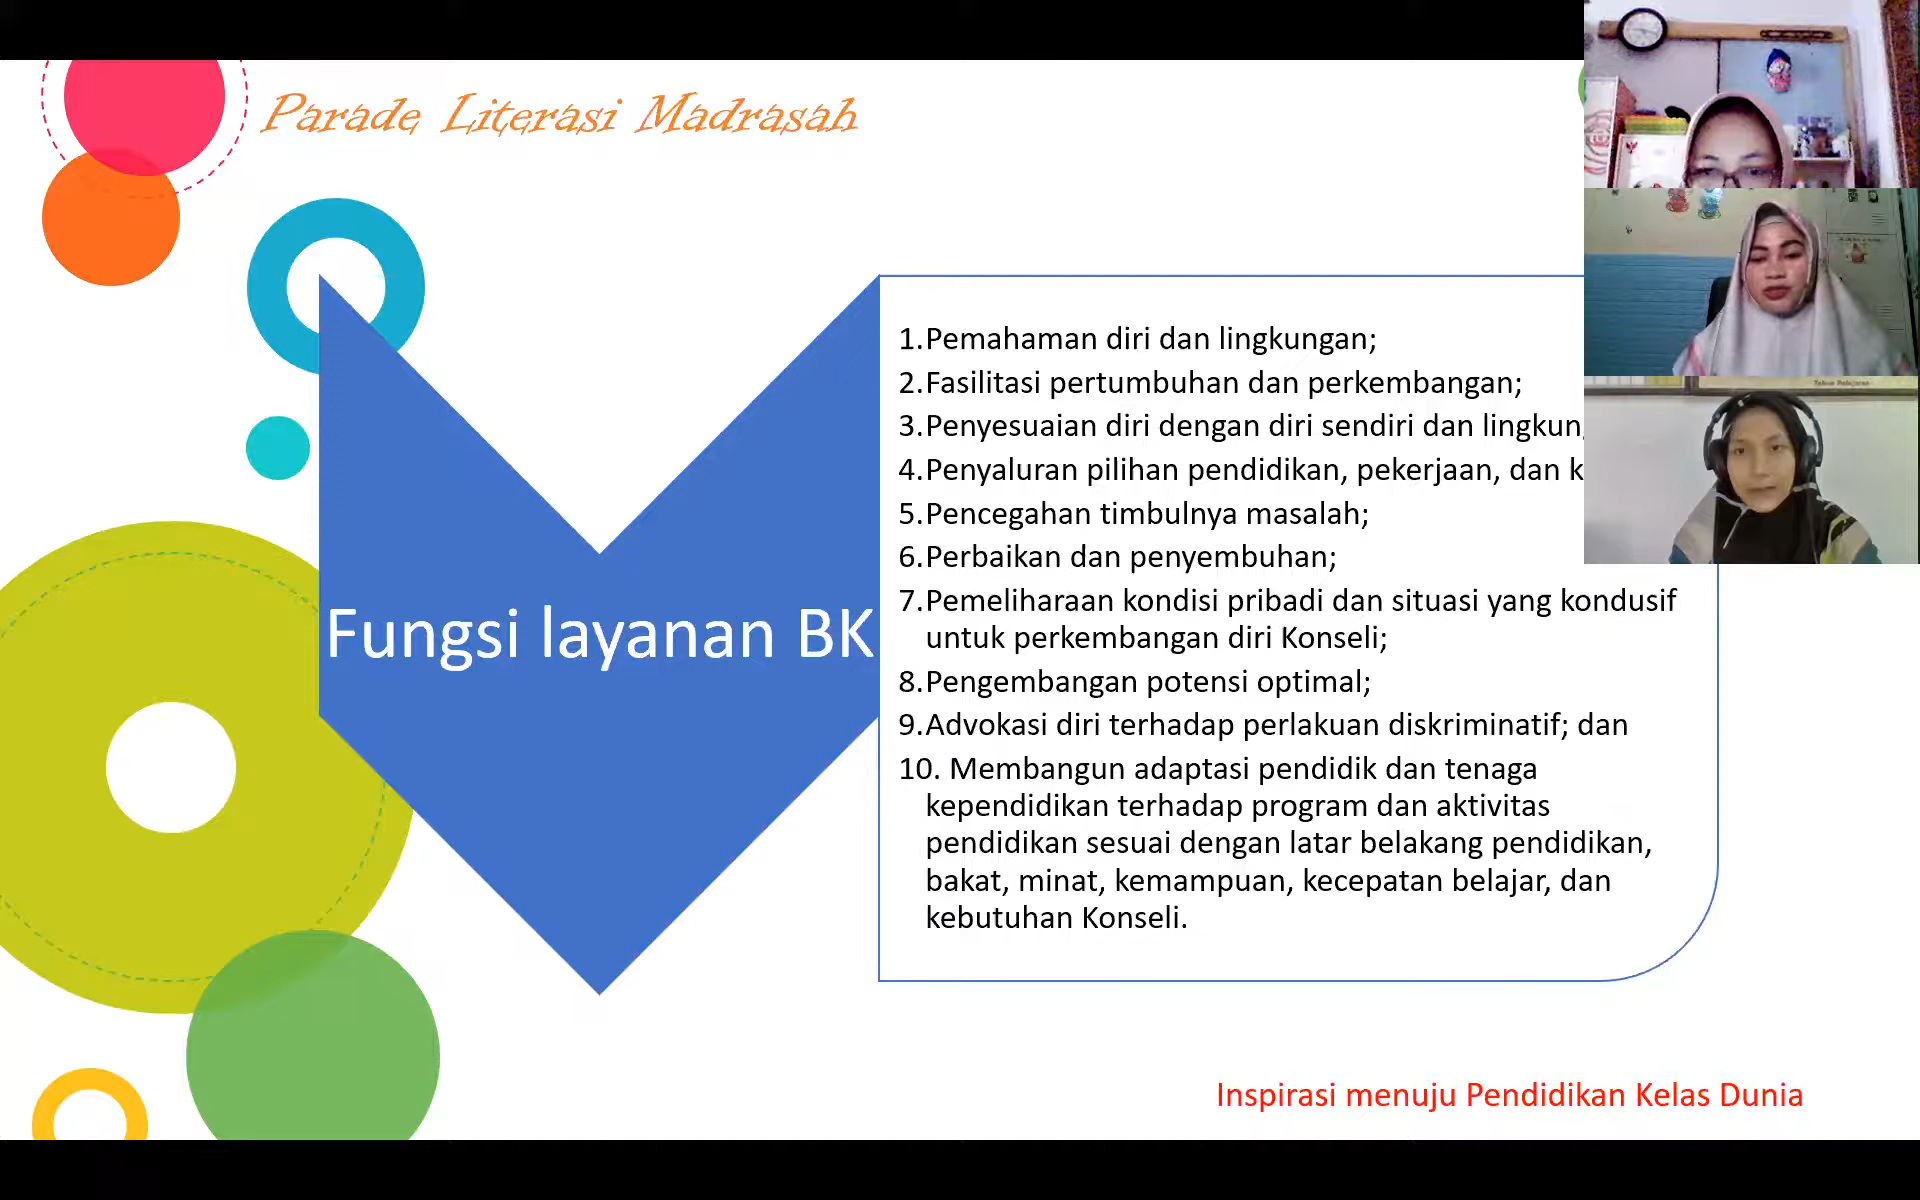 Parade Literasi Madrasah
Fungsi layanan BK
1.Pemahaman diri dan lingkungan;
2.Fasilitasi pertumbuhan dan perkembangan;
3.Penyesuaian diri dengan diri sendiri dan
4.Penyaluran pilihan pendidikan, pekerjaan, dan
5.Pencegahan timbulnya masalah;
6.Perbaikan dan penyembuhan;
7.Pemeliharaan kondisi pribadi dan situasi yang kondusif
untuk perkembangan diri Konseli;
8.Pengembangan potensi optimal;
9.Advokasi diri terhadap perlakuan diskriminatif; dan
10. Membangun adaptasi pendidik dan tenaga
kependidikan terhadap program dan aktivitas
pendidikan sesuai dengan latar belakang pendidikan,
bakat, minat, kemampuan, kecepatan belajar, dan
kebutuhan Konseli.
Inspirasi menuju Pendidikan Kelas Dunia
Tahun Pelajaran